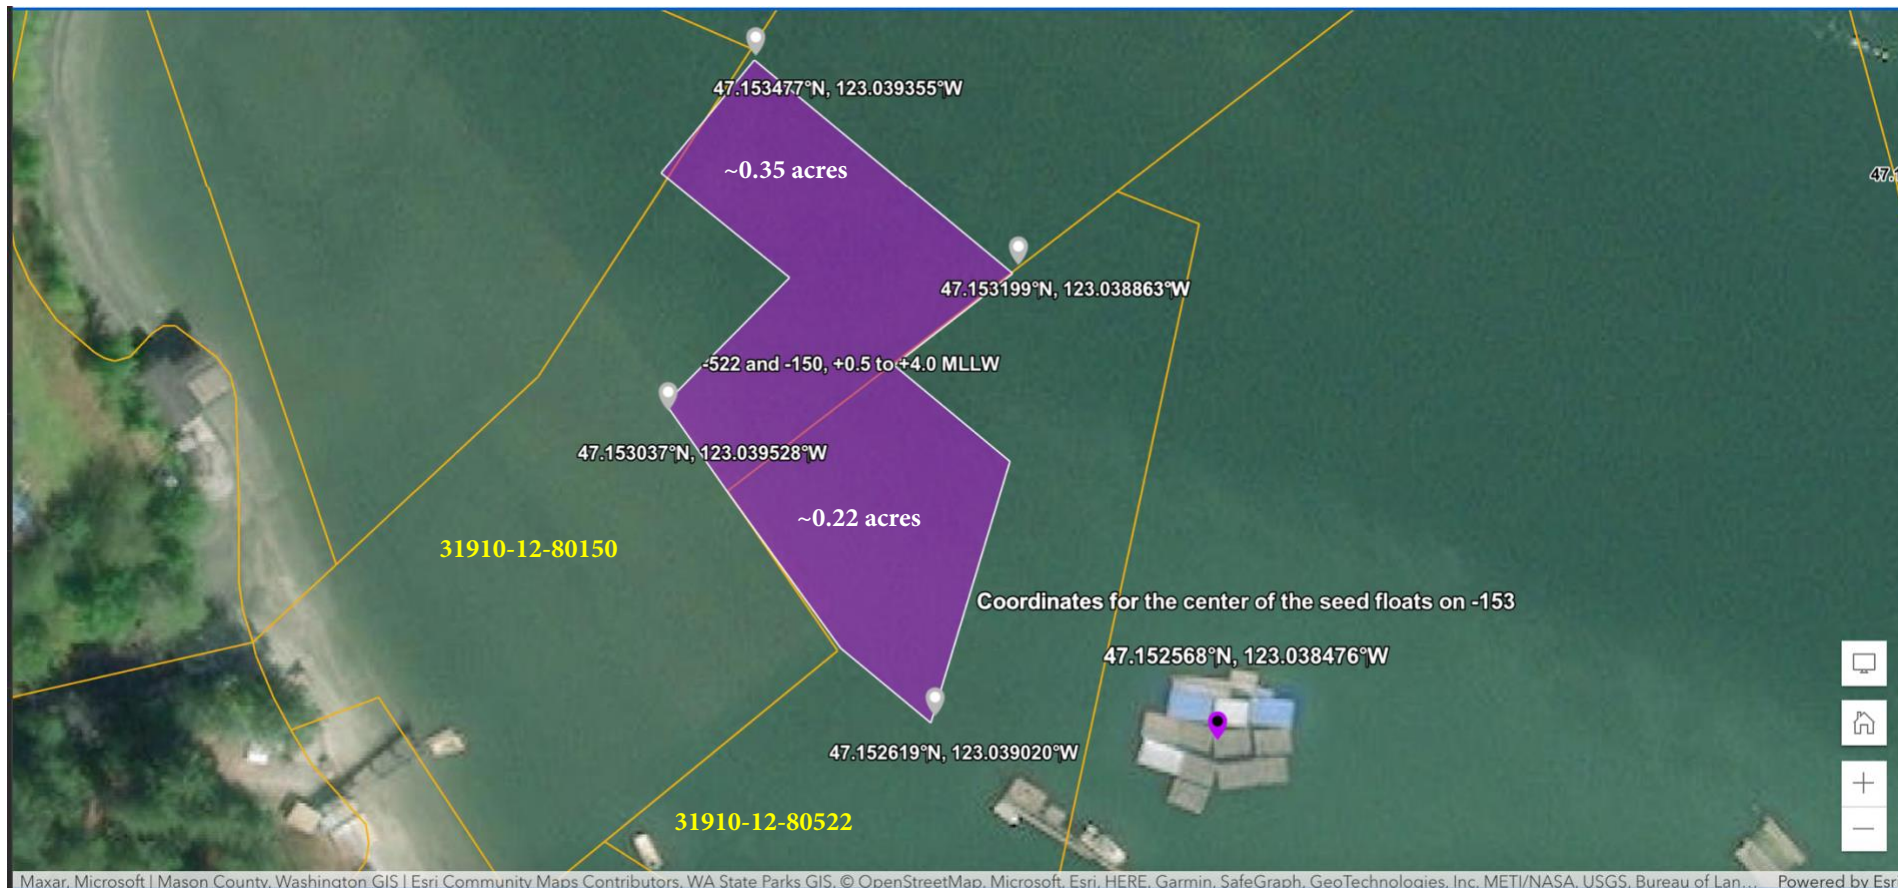 47.153477°N, 123.039355°W
~0.35 acres
47.1
47.153199°N, 123.038863°W
-522 and -150, +0.5 to +4.0 MLLW
47.153037°N, 123.039528°W
~0.22 acres
31910-12-80150
Coordinates for the center of the seed floats on -153
47.152568°N, 123.038476°W
47.152619°N, 123.039020°W
31910-12-80522
Maxar, Microsoft | Mason County, Washington GIS | Esri Community Maps Contributors, WA State Parks GIS, © OpenStreetMap, Microsoft, Esri, HERE, Garmin, SafeGraph, GeoTechnologies, Inc, METI/NASA, USGS, Bureau of Lan... Powered by Esri